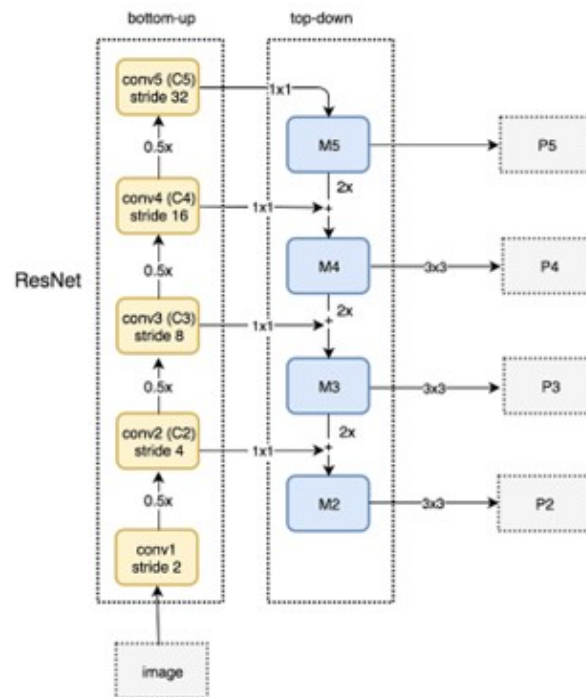 bottom-up
top-down
conv5 (C5)
stride 32
1x1
M5
P5
0.5x
2x
+
conv4 (C4)
stride 16
1x1
M4
3x3
P4
ResNet
0.5x
2x
+
conv3 (C3)
stride 8
1x1
M3
3x3
P3
0.5x
2x
+
conv2 (C2)
stride 4
1x1
M2
3x3
P2
0.5x
conv1
stride 2
image